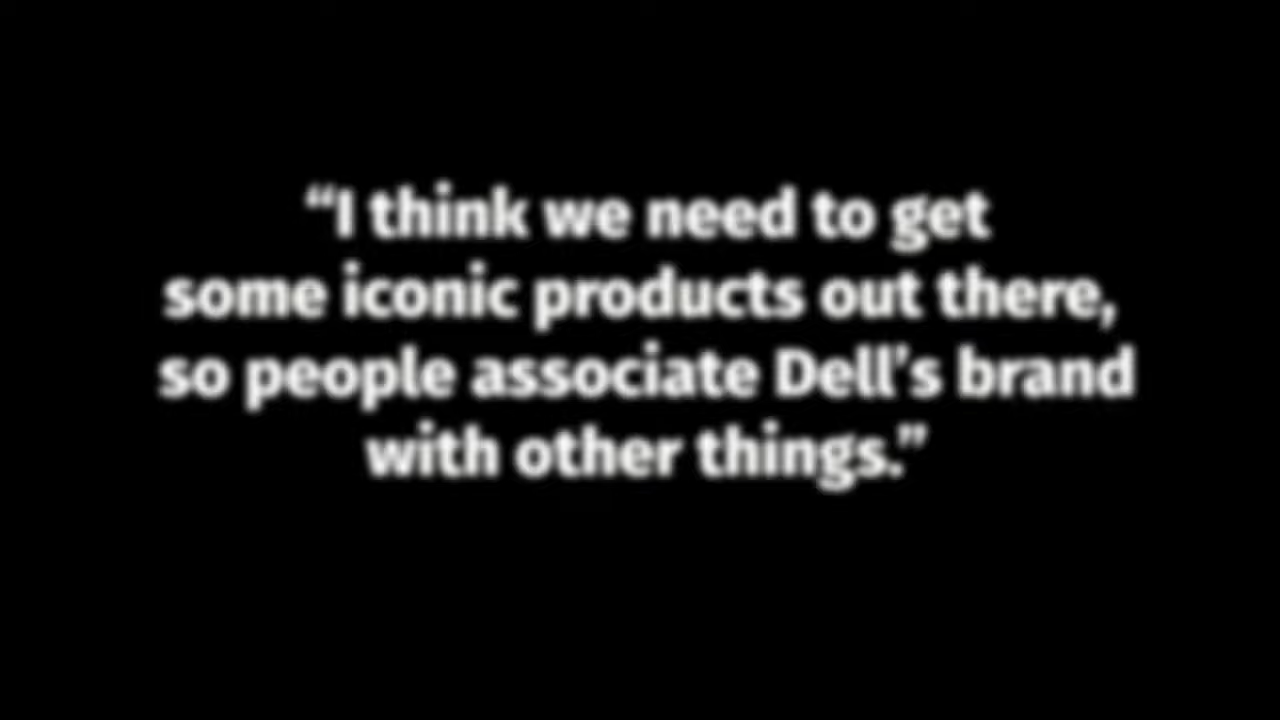 “I think we need to get
some iconic products out there,
so people associate Dell’s brand
with other things.”